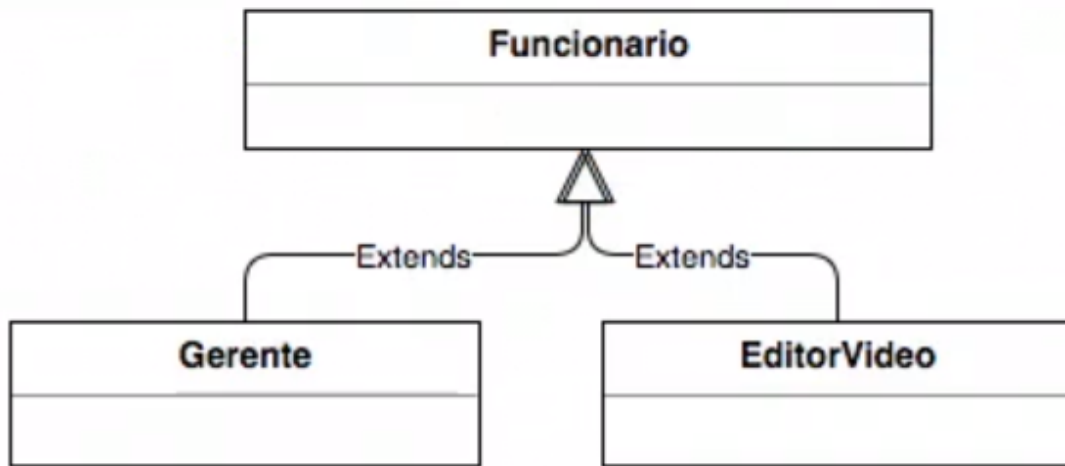 Funcionario
Extends
Extends
Gerente
EditorVideo